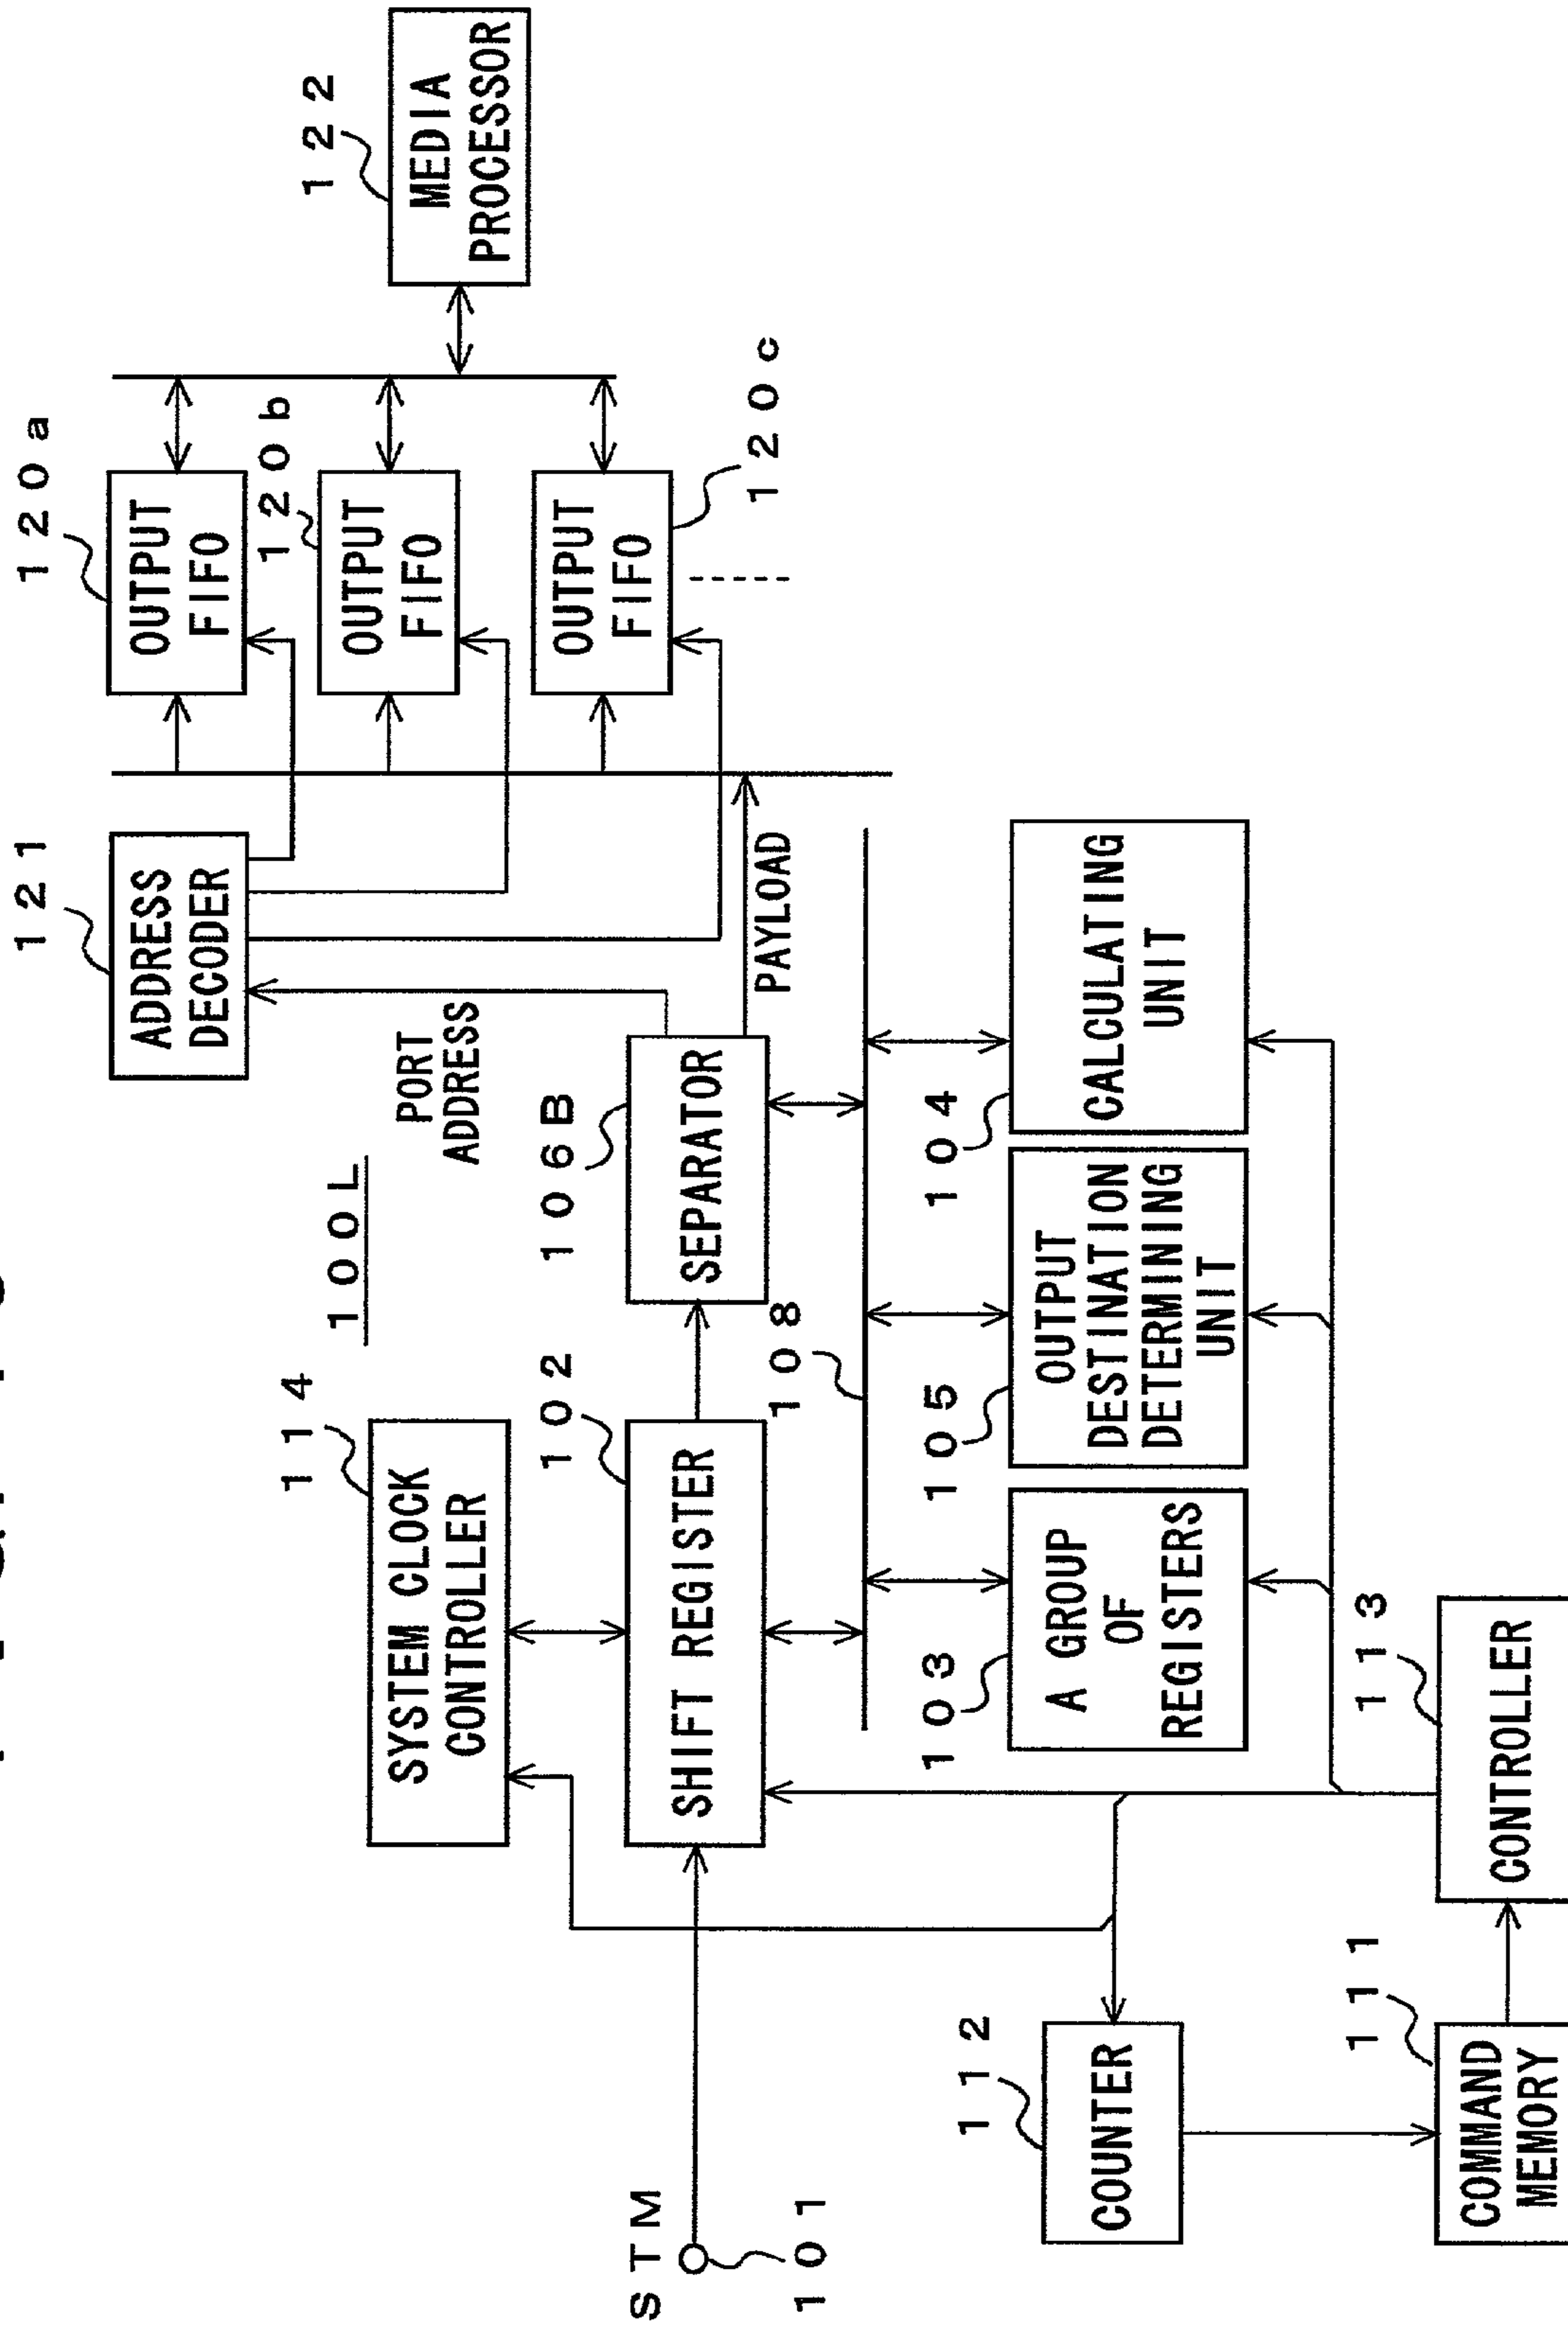 100L
STM
101
SYSTEM CLOCK
CONTROLLER
114
SHIFT REGISTER
102
SEPARATOR
106B
PORT
ADDRESS
PAYLOAD
ADDRESS
DECODER
121
OUTPUT
FIFO
120a
OUTPUT
FIFO
120b
OUTPUT
FIFO
120c
MEDIA
PROCESSOR
122
108
A GROUP
OF
REGISTERS
103
OUTPUT
DESTINATION
DETERMINING
UNIT
105
CALCULATING
UNIT
104
COUNTER
112
COMMAND
MEMORY
111
CONTROLLER
113